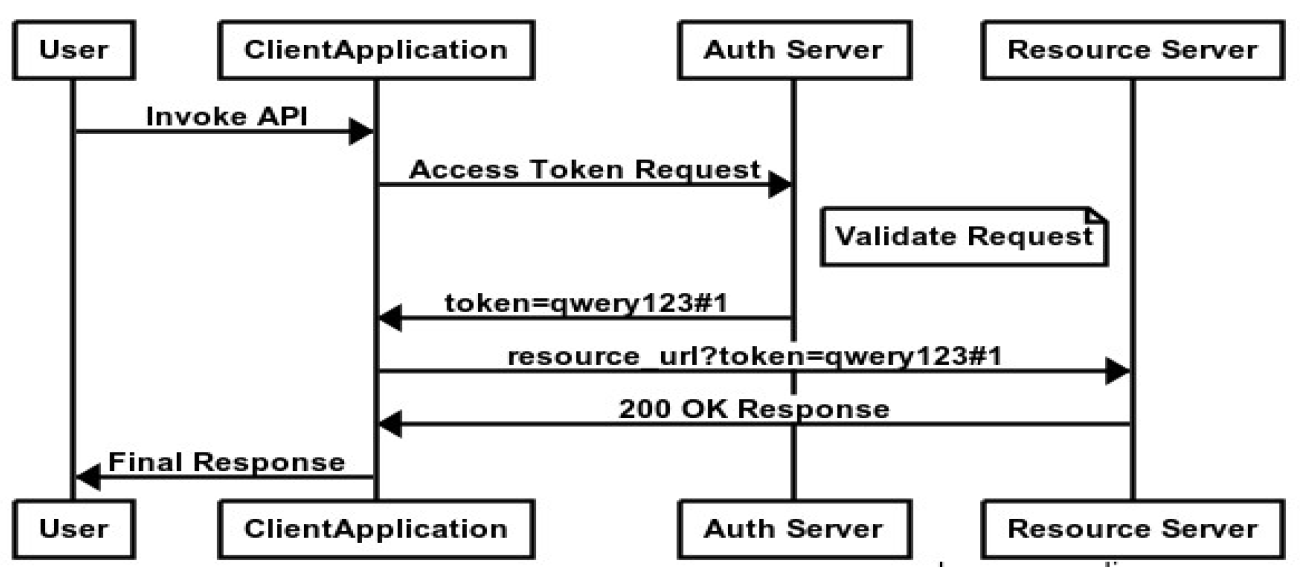 User
ClientApplication
Auth Server
Resource Server
Invoke API
Access Token Request
Validate Request
token=qwery123#1
resource_url?token=qwery123#1
200 OK Response
Final Response
User
ClientApplication
Auth Server
Resource Server